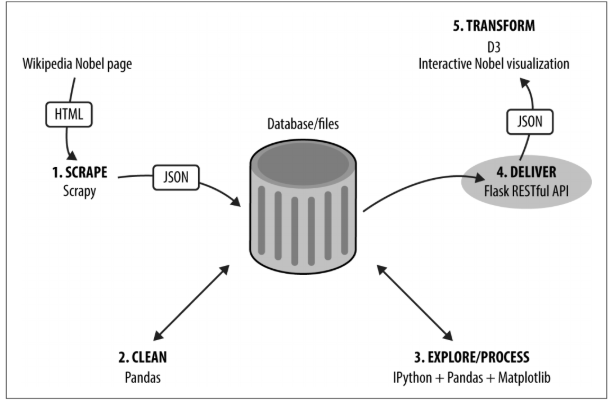 Wikipedia Nobel page
HTML
1. SCRAPE
Scrapy
JSON
Database/files
5. TRANSFORM
D3
Interactive Nobel visualization
JSON
4. DELIVER
Flask RESTful API
2. CLEAN
Pandas
3. EXPLORE/PROCESS
IPython + Pandas + Matplotlib